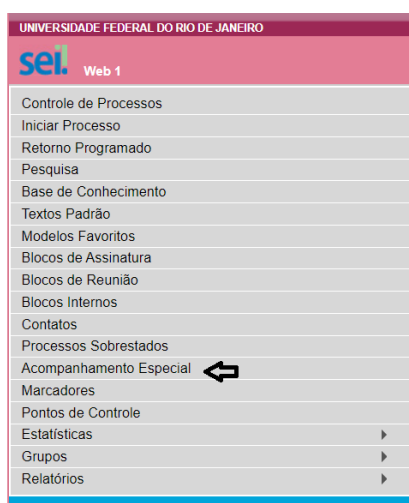 UNIVERSIDADE FEDERAL DO RIO DE JANEIRO
sei! Web 1
Controle de Processos
Iniciar Processo
Retorno Programado
Pesquisa
Base de Conhecimento
Textos Padrão
Modelos Favoritos
Blocos de Assinatura
Blocos de Reunião
Blocos Internos
Contatos
Processos Sobrestados
Acompanhamento Especial
Marcadores
Pontos de Controle
Estatísticas
Grupos
Relatórios